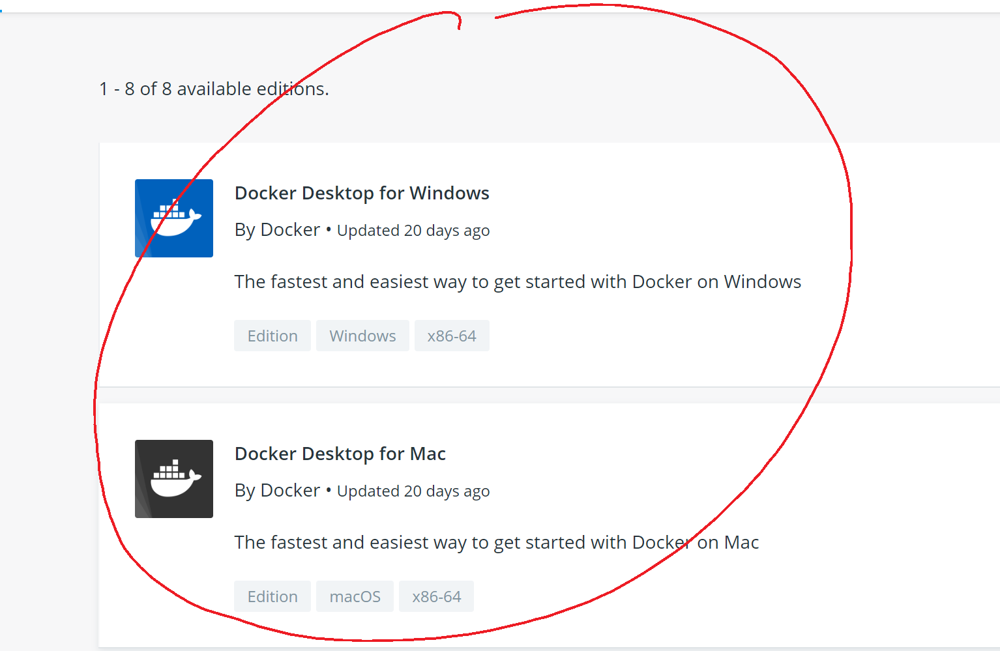 1 - 8 of 8 available editions.
Docker Desktop for Windows
By Docker • Updated 20 days ago
The fastest and easiest way to get started with Docker on Windows
Edition Windows x86-64
Docker Desktop for Mac
By Docker • Updated 20 days ago
The fastest and easiest way to get started with Docker on Mac
Edition macOS x86-64